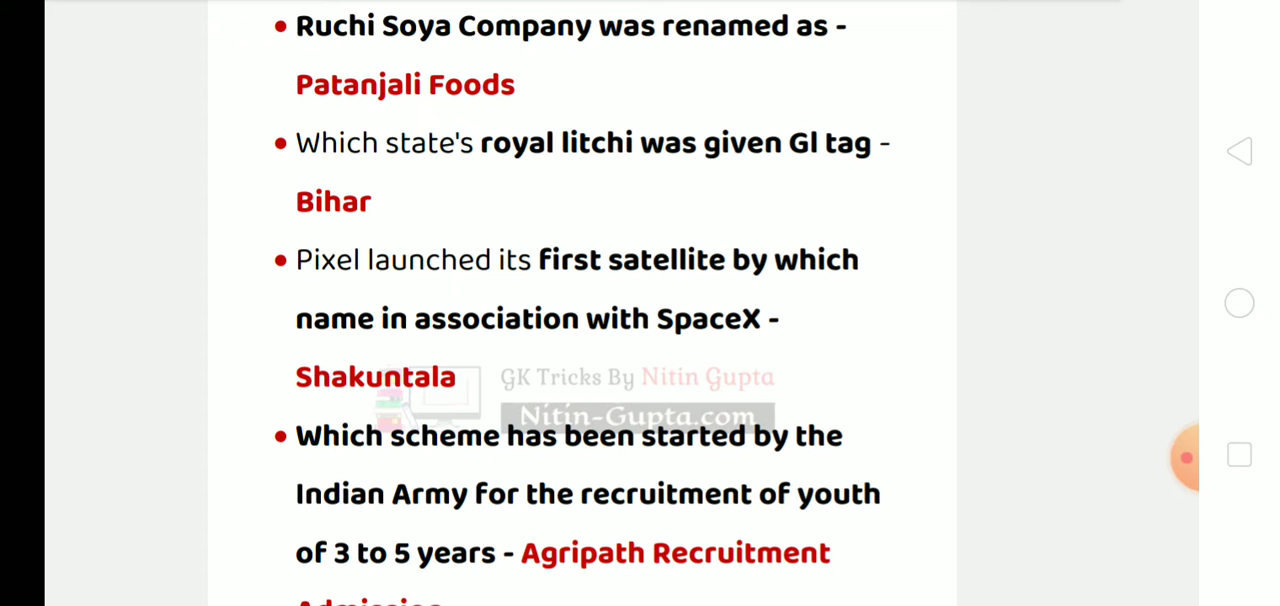 Ruchi Soya Company was renamed as -
Patanjali Foods
Which state's royal litchi was given GI tag -
Bihar
Pixel launched its first satellite by which
name in association with SpaceX -
Shakuntala
GK Tricks By Nitin Gupta
Nitin-Gupta.com
Which scheme has been started by the
Indian Army for the recruitment of youth
of 3 to 5 years - Agripath Recruitment
Admission